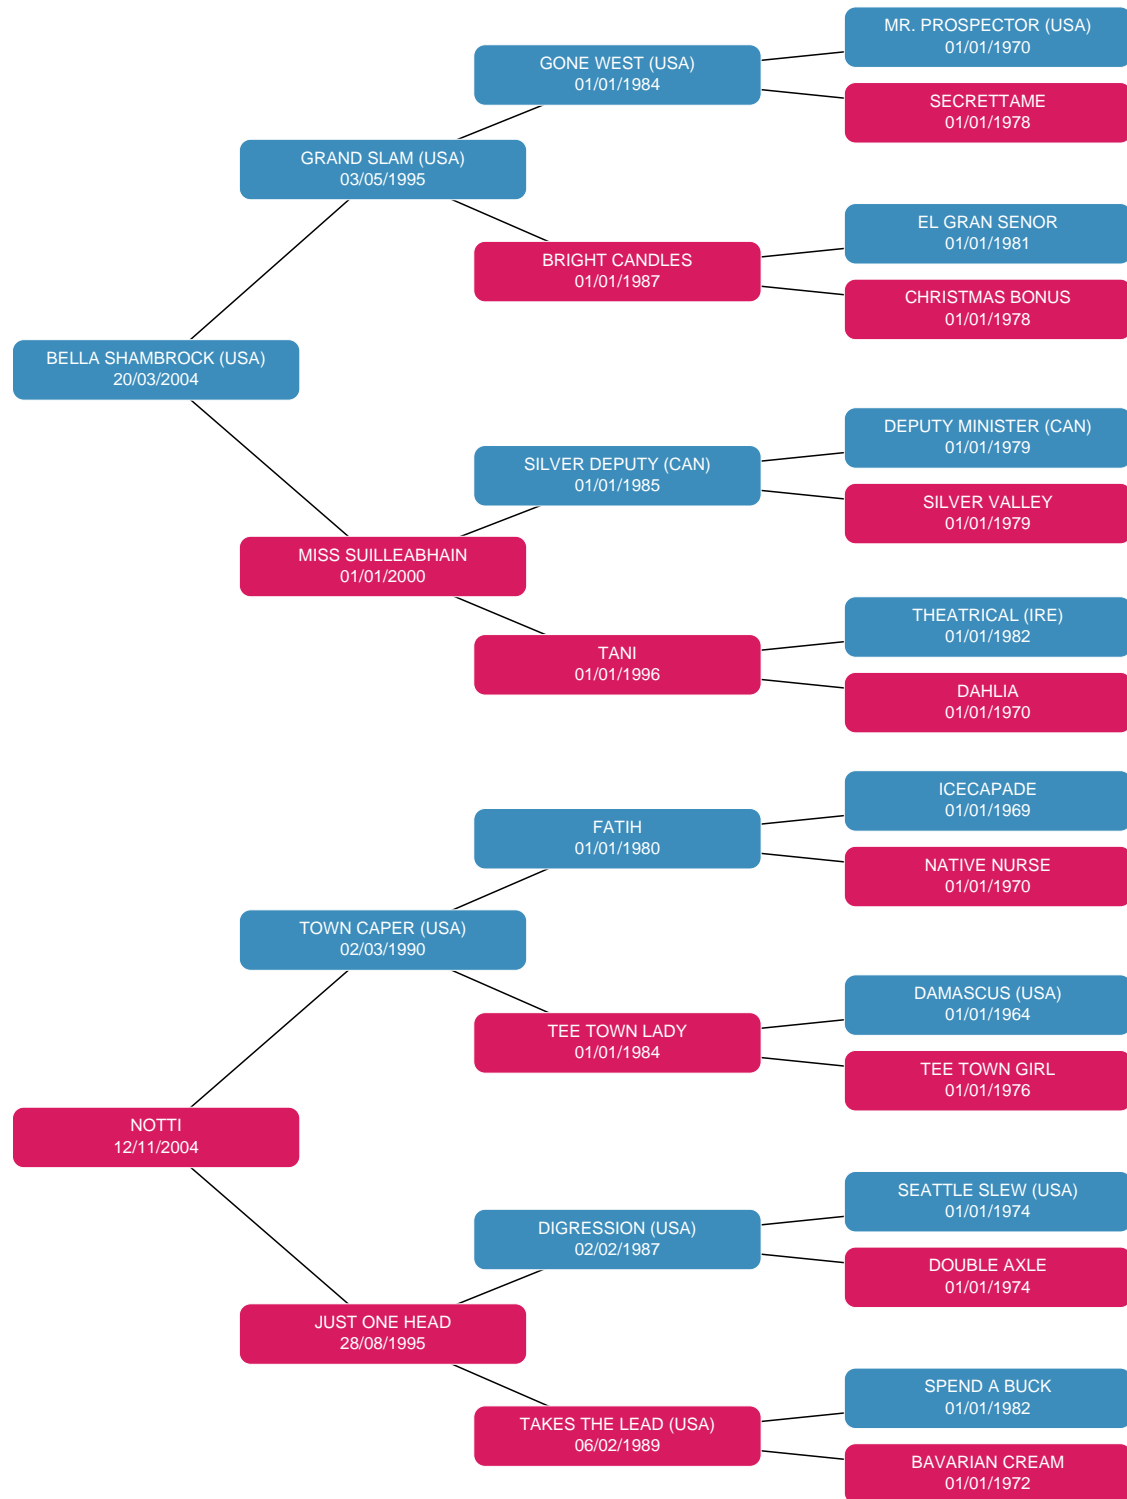 MR. PROSPECTOR (USA)
01/01/1970
GONE WEST (USA)
01/01/1984
SECRETTAME
01/01/1978
GRAND SLAM (USA)
03/05/1995
EL GRAN SENOR
01/01/1981
BRIGHT CANDLES
01/01/1987
CHRISTMAS BONUS
01/01/1978
BELLA SHAMBROCK (USA)
20/03/2004
DEPUTY MINISTER (CAN)
01/01/1979
SILVER DEPUTY (CAN)
01/01/1985
SILVER VALLEY
01/01/1979
MISS SUILLEABHAIN
01/01/2000
THEATRICAL (IRE)
01/01/1982
TANI
01/01/1996
DAHLIA
01/01/1970
ICECAPADE
01/01/1969
FATIH
01/01/1980
NATIVE NURSE
01/01/1970
TOWN CAPER (USA)
02/03/1990
DAMASCUS (USA)
01/01/1964
TEE TOWN LADY
01/01/1984
TEE TOWN GIRL
01/01/1976
NOTTI
12/11/2004
SEATTLE SLEW (USA)
01/01/1974
DIGRESSION (USA)
02/02/1987
DOUBLE AXLE
01/01/1974
JUST ONE HEAD
28/08/1995
SPEND A BUCK
01/01/1982
TAKES THE LEAD (USA)
06/02/1989
BAVARIAN CREAM
01/01/1972